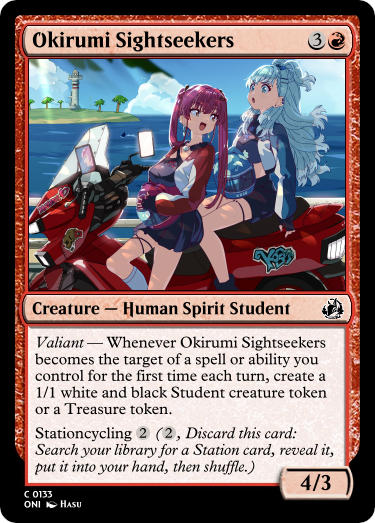 Okirumi Sightseekers 3
Creature — Human Spirit Student
Valiant — Whenever Okirumi Sightseekers
becomes the target of a spell or ability you
control for the first time each turn, create a
1/1 white and black Student creature token
or a Treasure token.
Stationcycling 2 (2, Discard this card:
Search your library for a Station card, reveal it,
put it into your hand, then shuffle.)
4/3
C 0133
ONI Hasu